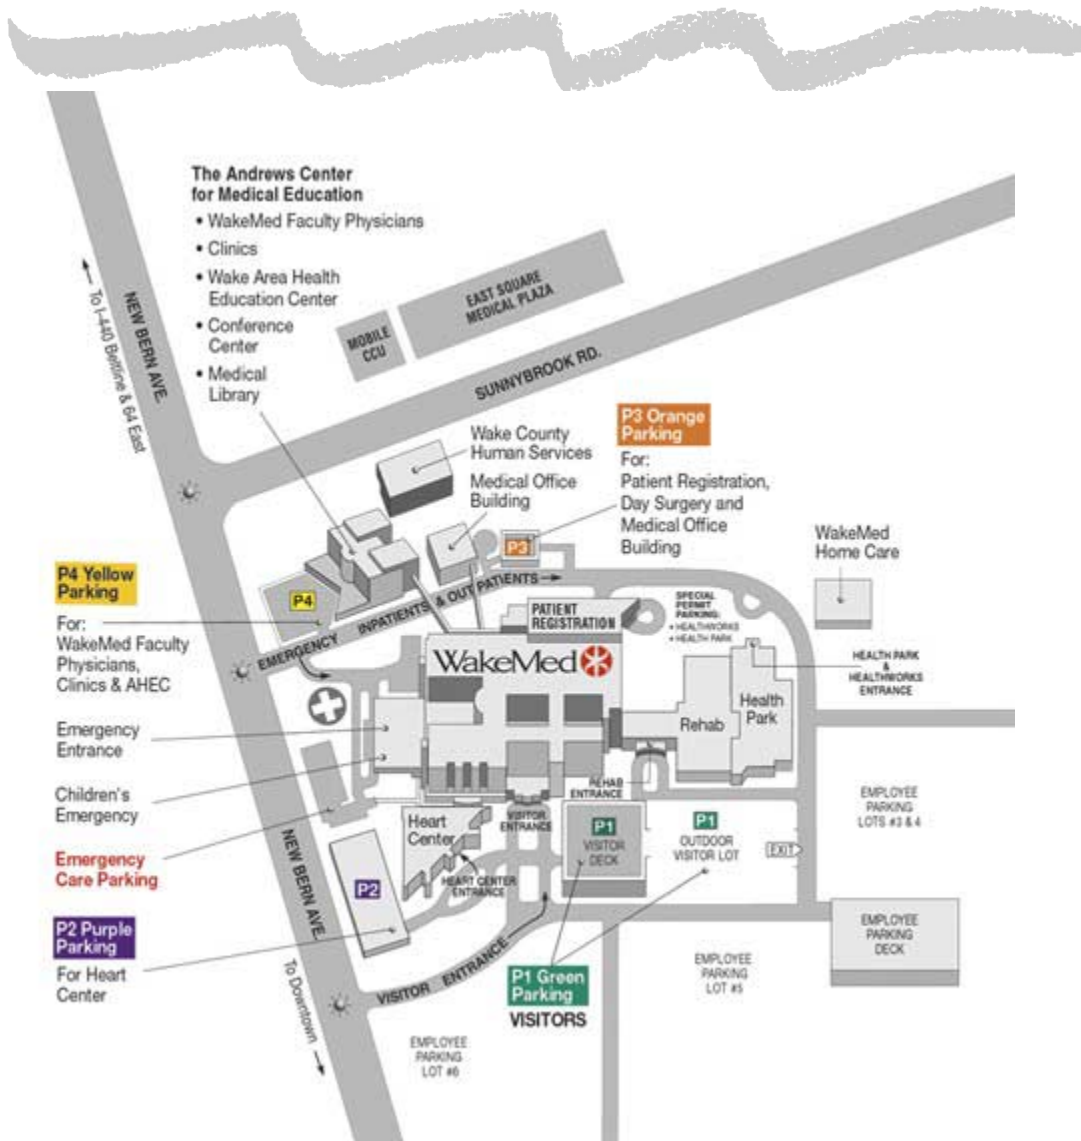 The Andrews Center
for Medical Education
• WakeMed Faculty Physicians
• Clinics
• Wake Area Health
Education Center
• Conference
Center
• Medical
Library
EAST SQUARE
MEDICAL PLAZA
MOBILE
CCU
SUNNYBROOK RD.
NEW BERN AVE.
To I-440 Beltline & 64 East
P3 Orange
Parking
For:
Patient Registration,
Day Surgery and
Medical Office
Building
Wake County
Human Services
Medical Office
Building
P3
WakeMed
Home Care
P4 Yellow
Parking
For:
WakeMed Faculty
Physicians,
Clinics & AHEC
P4
EMERGENCY INPATIENTS & OUTPATIENTS
PATIENT
REGISTRATION
SPECIAL
PERMIT
PARKING:
• HEALTHWORKS
• HEALTH PARK
WakeMed
HEALTH PARK
&
HEALTHWORKS
ENTRANCE
Health
Park
Rehab
Emergency
Entrance
Children's
Emergency
REHAB
ENTRANCE
EMPLOYEE
PARKING
LOTS #3 & 4
Heart
Center
VISITOR
ENTRANCE
P1
VISITOR
DECK
P1
OUTDOOR
VISITOR LOT
EXIT
Emergency
Care Parking
HEART CENTER
ENTRANCE
P2
NEW BERN AVE.
P2 Purple
Parking
For Heart
Center
EMPLOYEE
PARKING
DECK
VISITOR ENTRANCE
EMPLOYEE
PARKING
LOT #5
P1 Green
Parking
VISITORS
To Downtown
EMPLOYEE
PARKING
LOT #6